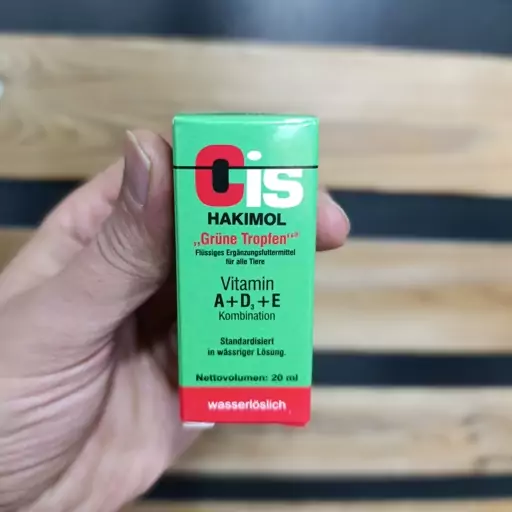 Cis
HAKIMOL
„Grüne Tropfen“®
Flüssiges Ergänzungsfuttermittel
für alle Tiere
Vitamin
A+D₃+E
Kombination
Standardisiert
in wässriger Lösung.
Nettovolumen: 20 ml
wasserlöslich